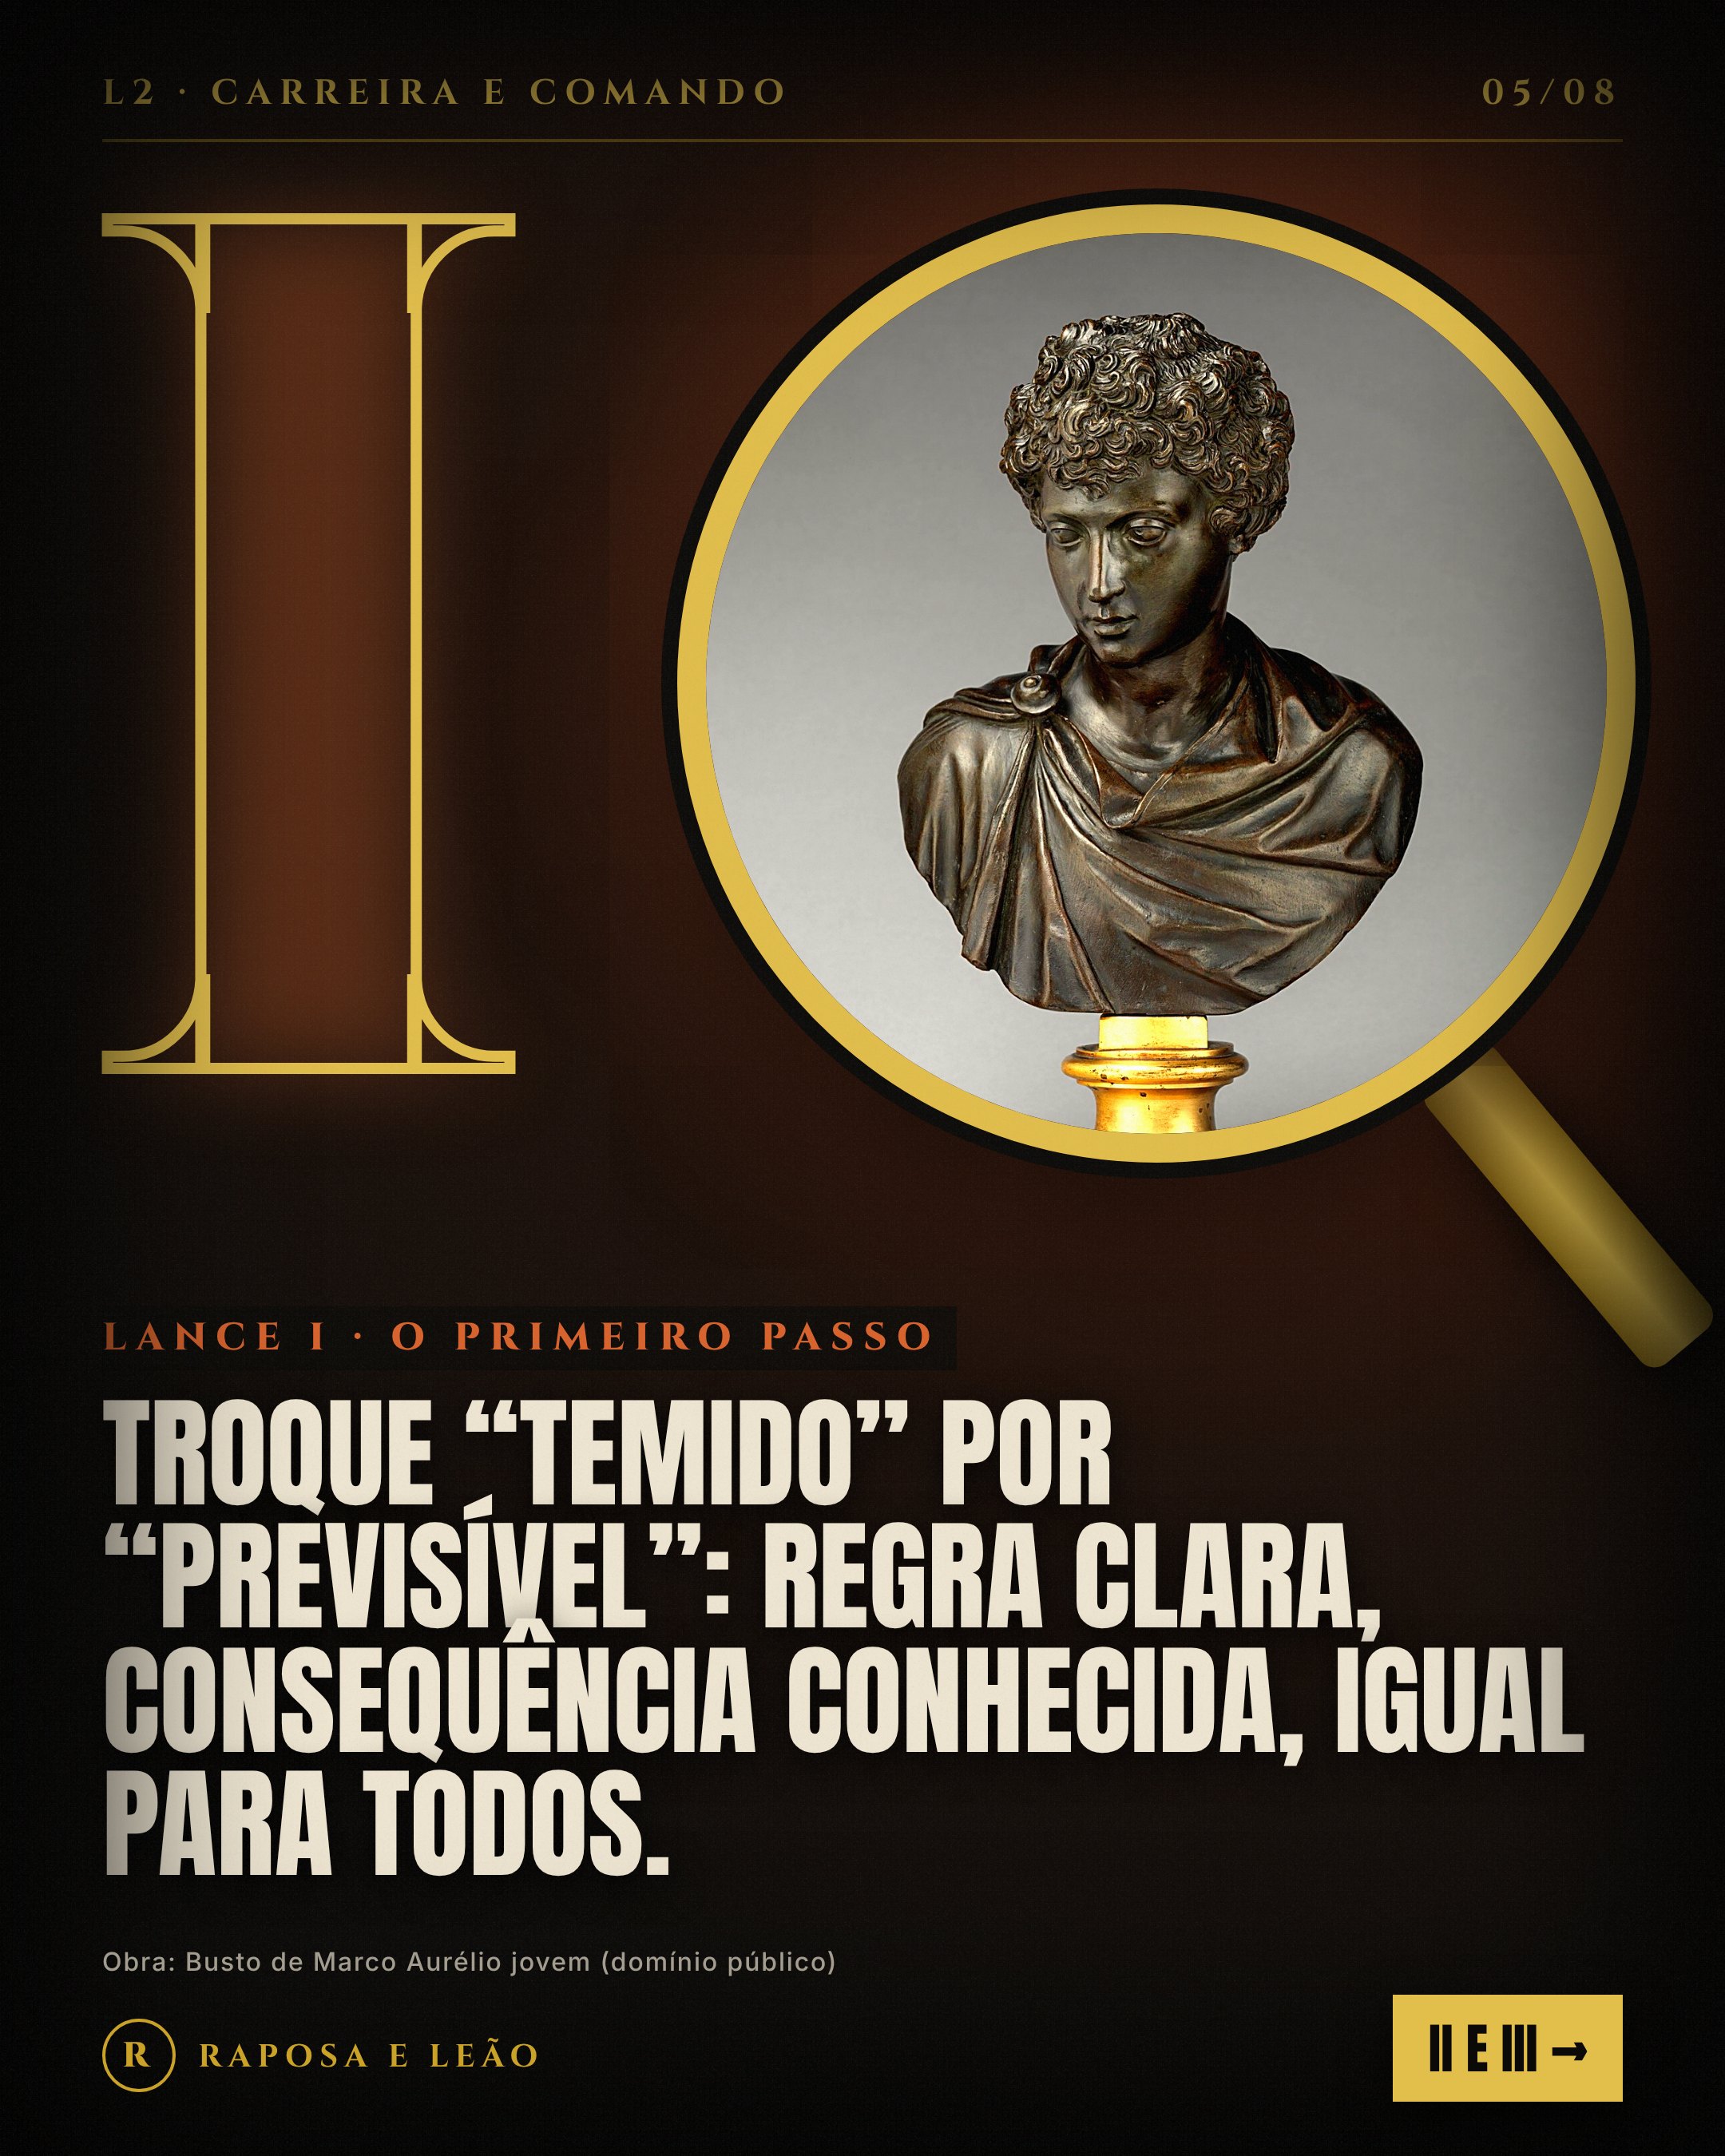 L2 · CARREIRA E COMANDO
05/08
I
LANCE I · O PRIMEIRO PASSO
TROQUE “TEMIDO” POR
“PREVISÍVEL”: REGRA CLARA,
CONSEQUÊNCIA CONHECIDA, IGUAL
PARA TODOS.
Obra: Busto de Marco Aurélio jovem (domínio público)
R RAPOSA E LEÃO
II E III →